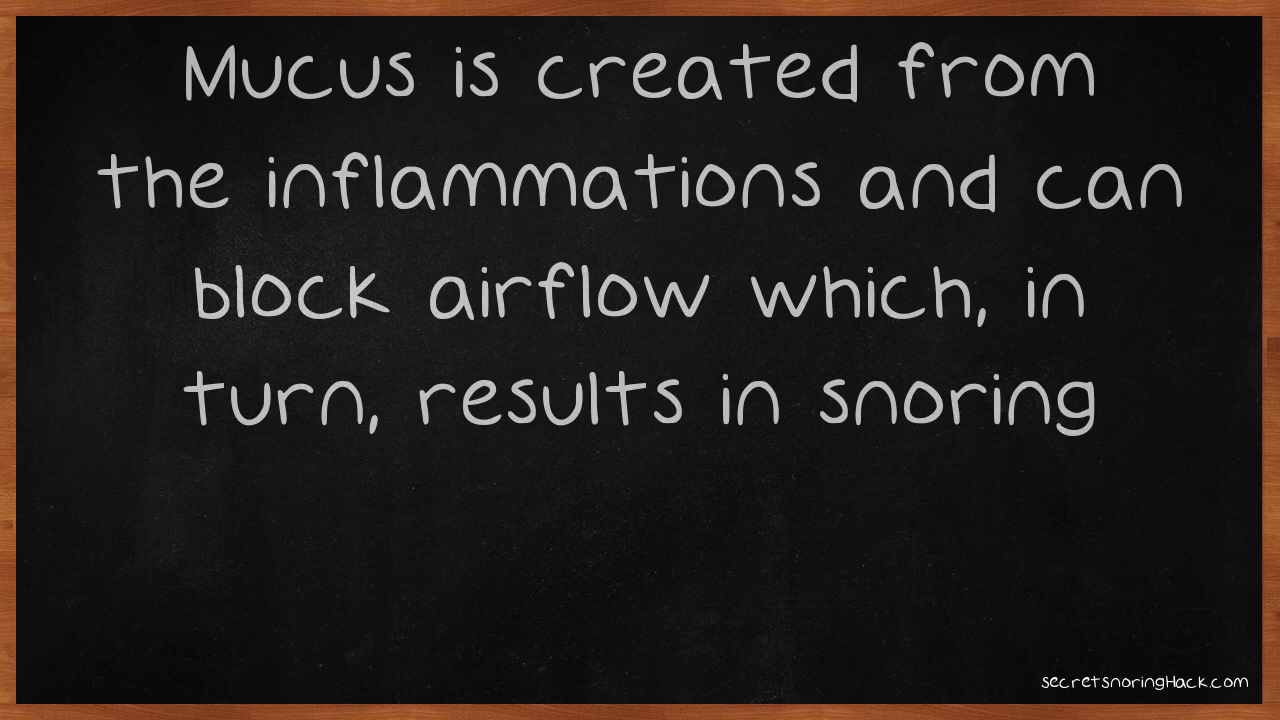 Mucus is created from
the inflammations and can
block airflow which, in
turn, results in snoring
secretsnoringHack.com